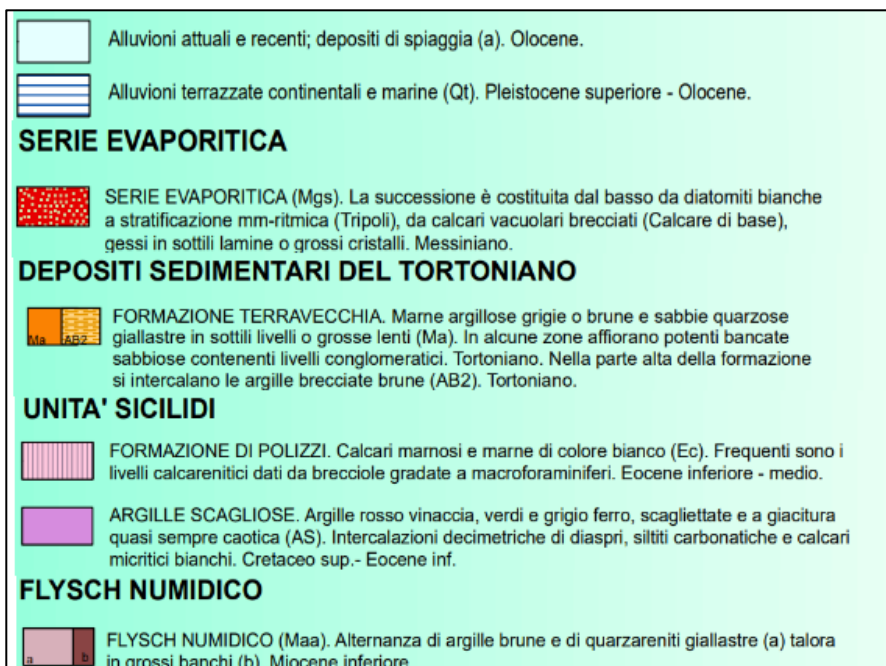 Alluvioni attuali e recenti; depositi di spiaggia (a). Olocene.
Alluvioni terrazzate continentali e marine (Qt). Pleistocene superiore - Olocene.
SERIE EVAPORITICA
SERIE EVAPORITICA (Mgs). La successione è costituita dal basso da diatomiti bianche
a stratificazione mm-ritmica (Tripoli), da calcari vacuolari brecciati (Calcare di base),
gessi in sottili lamine o grossi cristalli. Messiniano.
DEPOSITI SEDIMENTARI DEL TORTONIANO
Ma AB2
FORMAZIONE TERRAVECCHIA. Marne argillose grigie o brune e sabbie quarzose
giallastre in sottili livelli o grosse lenti (Ma). In alcune zone affiorano potenti bancate
sabbiose contenenti livelli conglomeratici. Tortoniano. Nella parte alta della formazione
si intercalano le argille brecciate brune (AB2). Tortoniano.
UNITA' SICILIDI
FORMAZIONE DI POLIZZI. Calcari marnosi e marne di colore bianco (Ec). Frequenti sono i
livelli calcarenitici dati da brecciole gradate a macroforaminiferi. Eocene inferiore - medio.
ARGILLE SCAGLIOSE. Argille rosso vinaccia, verdi e grigio ferro, scagliettate e a giacitura
quasi sempre caotica (AS). Intercalazioni decimetriche di diaspri, siltiti carbonatiche e calcari
micritici bianchi. Cretaceo sup.- Eocene inf.
FLYSCH NUMIDICO
a b
FLYSCH NUMIDICO (Maa). Alternanza di argille brune e di quarzareniti giallastre (a) talora
in grossi banchi (b). Miocene inferiore.